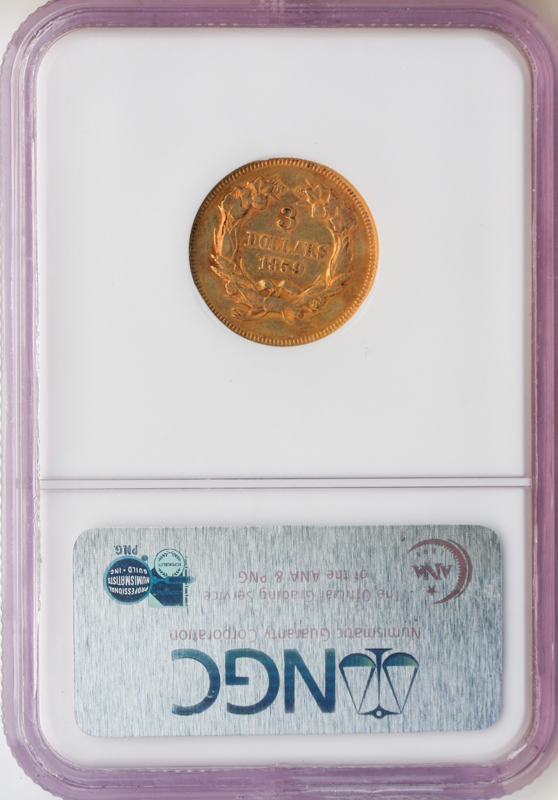 3
DOLLARS
1859
NGC
Numismatic Guaranty Corporation
The Official Grading Service
of the ANA & PNG
ANA
PROFESSIONAL
NUMISMATISTS
GUILD • INC.
PNG